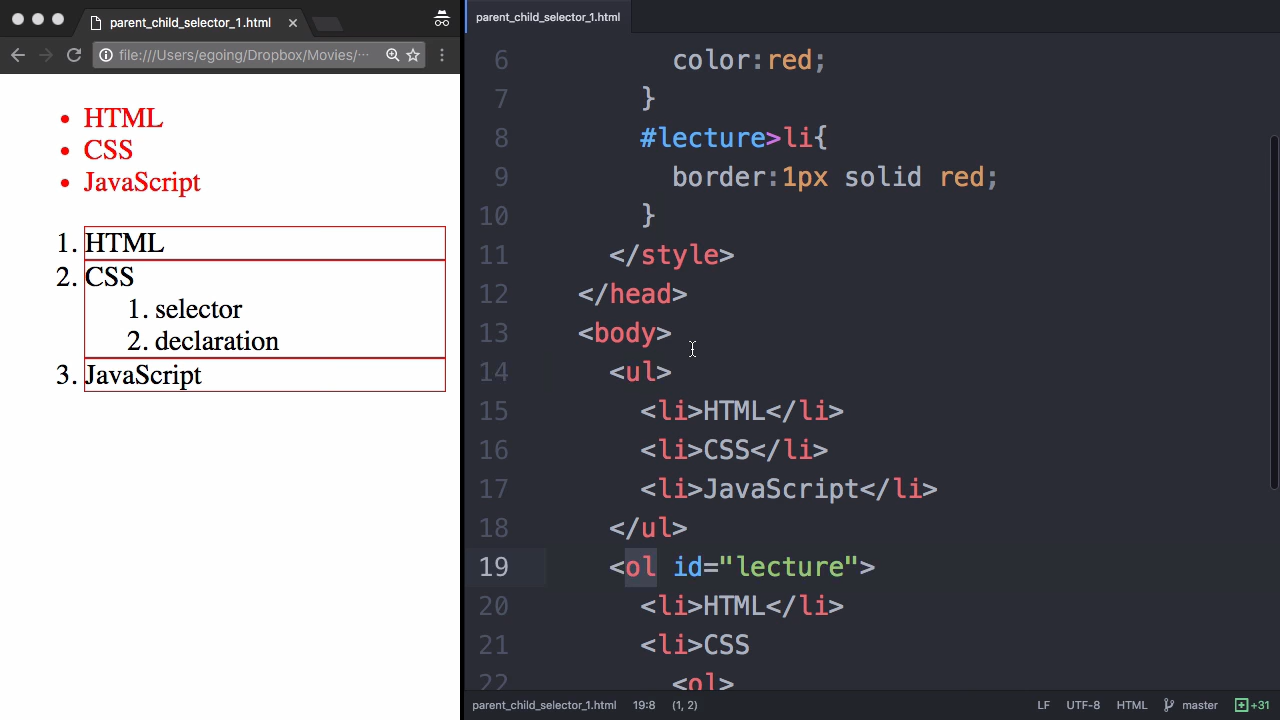 parent_child_selector_1.html
file:///Users/egoing/Dropbox/Movies/···
• HTML
• CSS
• JavaScript
1. HTML
2. CSS
1. selector
2. declaration
3. JavaScript
parent_child_selector_1.html
6 color:red;
7 }
8 #lecture>li{
9 border:1px solid red;
10 }
11 </style>
12 </head>
13 <body>
14 <ul>
15 <li>HTML</li>
16 <li>CSS</li>
17 <li>JavaScript</li>
18 </ul>
19 <ol id="lecture">
20 <li>HTML</li>
21 <li>CSS
22 <ol>
parent_child_selector_1.html 19:8 (1, 2) LF UTF-8 HTML master +31